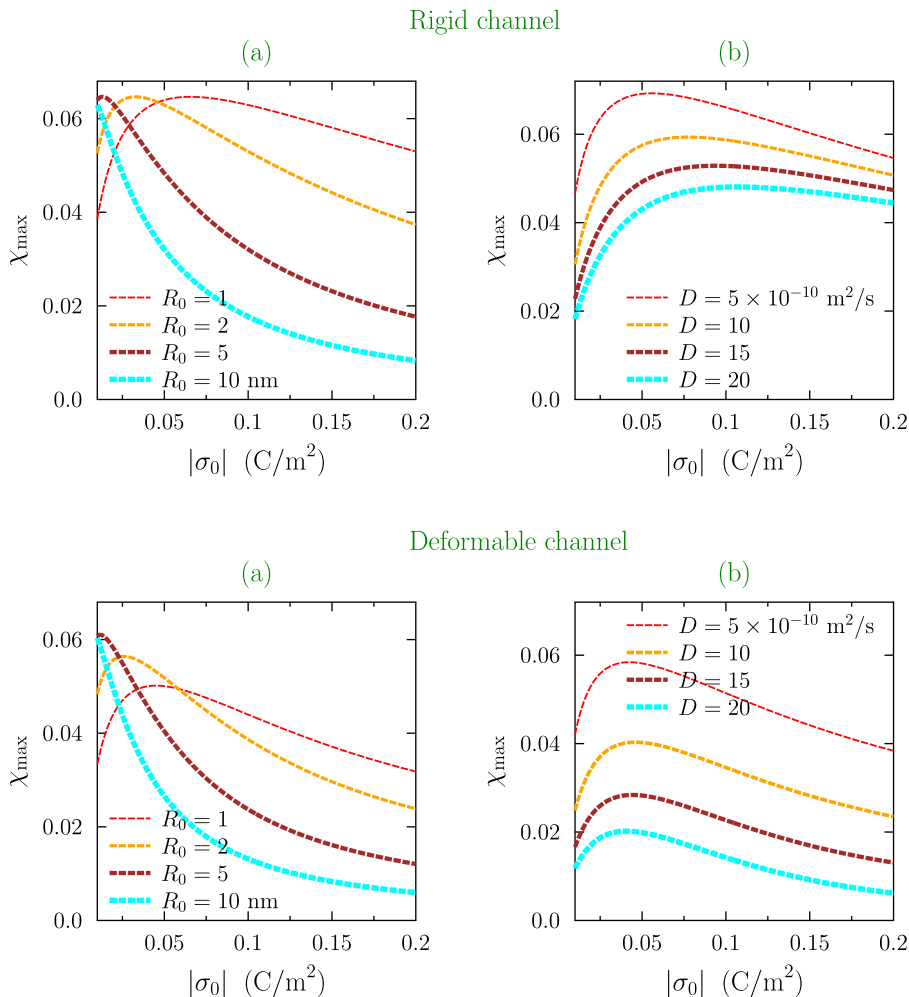 Rigid channel
(a)
(b)
χmax
0.06
0.04
0.02
0.0
R₀ = 1
R₀ = 2
R₀ = 5
R₀ = 10 nm
0.05 0.1 0.15 0.2
|σ₀| (C/m²)
χmax
0.06
0.04
0.02
0.0
D = 5 × 10⁻¹⁰ m²/s
D = 10
D = 15
D = 20
0.05 0.1 0.15 0.2
|σ₀| (C/m²)
Deformable channel
(a)
(b)
χmax
0.06
0.04
0.02
0.0
R₀ = 1
R₀ = 2
R₀ = 5
R₀ = 10 nm
0.05 0.1 0.15 0.2
|σ₀| (C/m²)
χmax
0.06
0.04
0.02
0.0
D = 5 × 10⁻¹⁰ m²/s
D = 10
D = 15
D = 20
0.05 0.1 0.15 0.2
|σ₀| (C/m²)